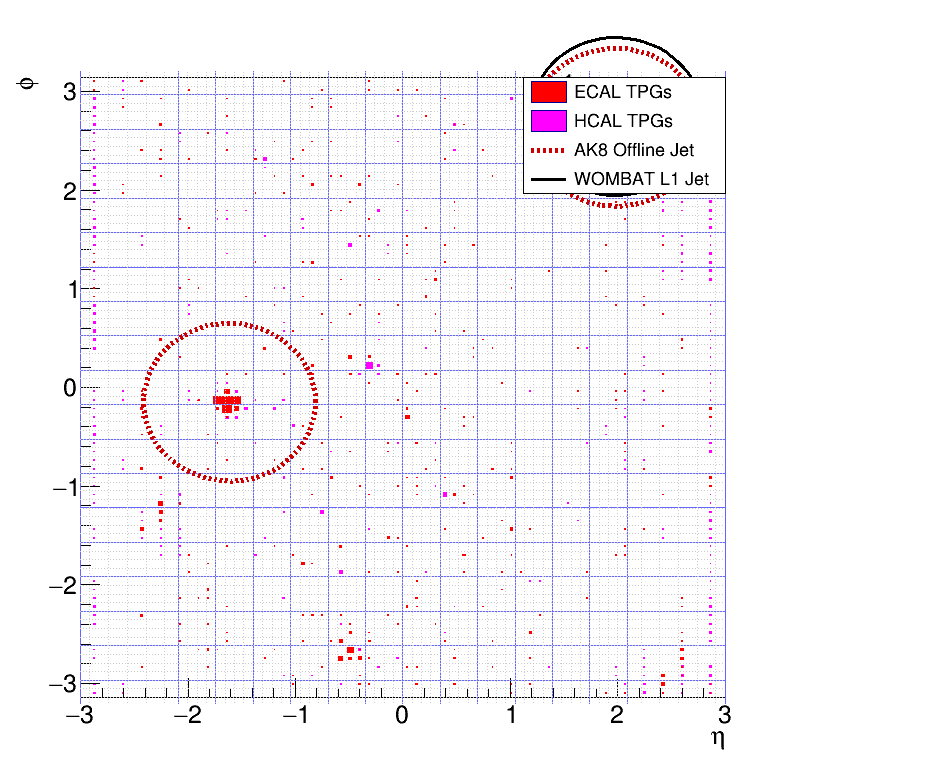 ϕ
3
2
1
0
−1
−2
−3
ECAL TPGs
HCAL TPGs
AK8 Offline Jet
WOMBAT L1 Jet
−3 −2 −1 0 1 2 3
η